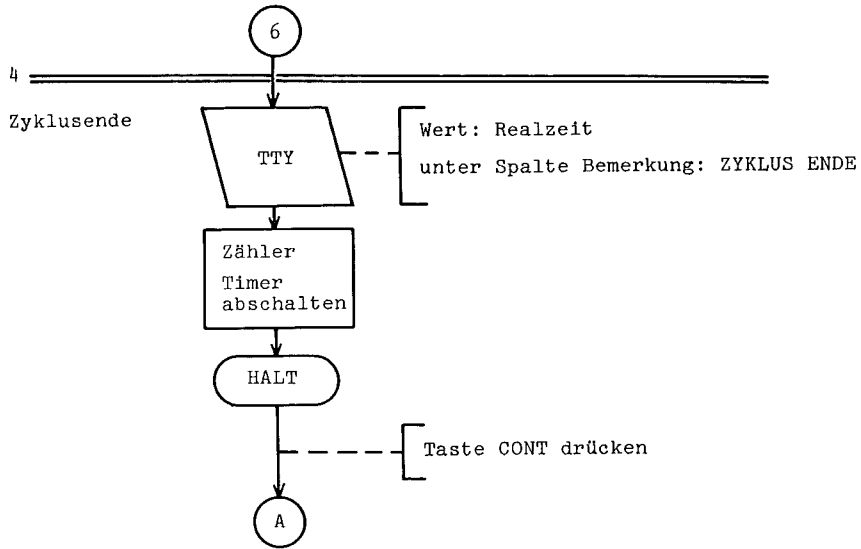 6
4
Zyklusende
TTY
Wert: Realzeit
unter Spalte Bemerkung: ZYKLUS ENDE
Zähler
Timer
abschalten
HALT
Taste CONT drücken
A